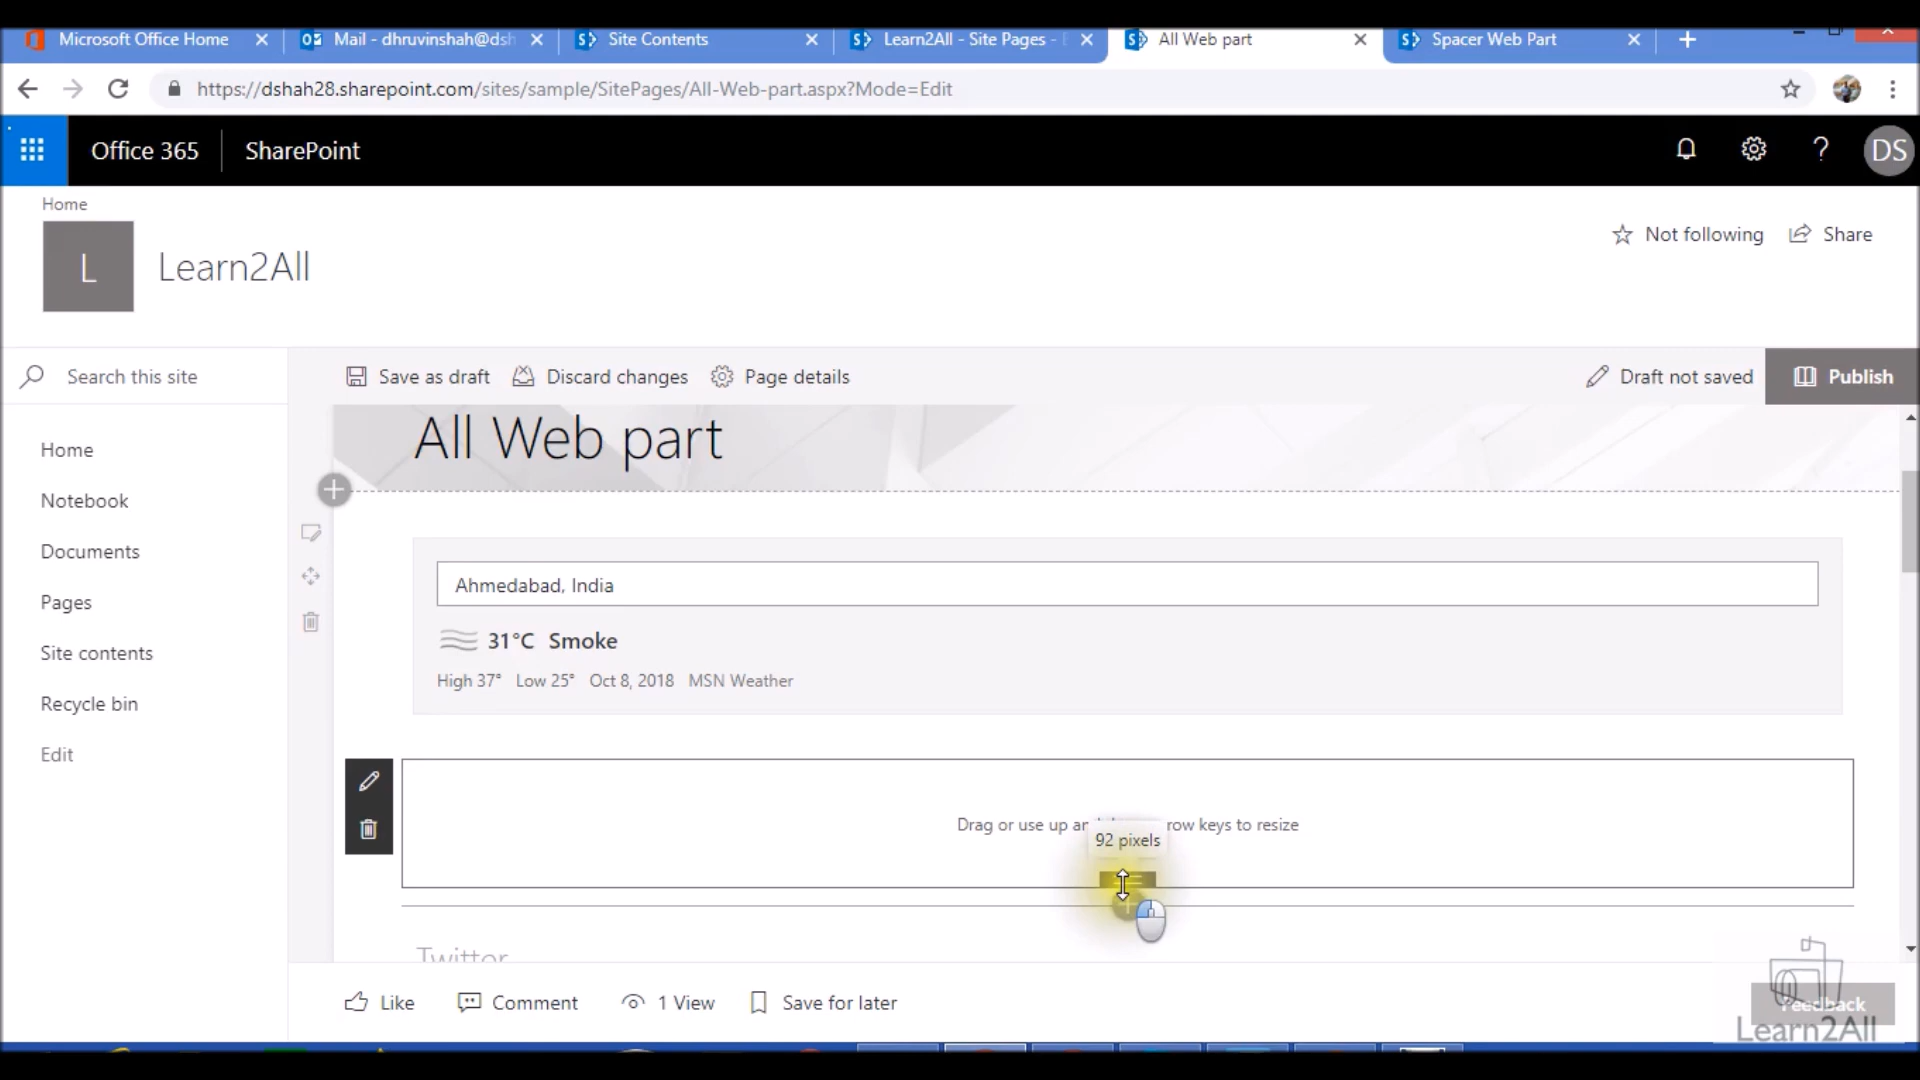 Microsoft Office Home
Mail - dhruvinshah@dsh
Site Contents
Learn2All - Site Pages -
All Web part
Spacer Web Part
https://dshah28.sharepoint.com/sites/sample/SitePages/All-Web-part.aspx?Mode=Edit
Office 365
SharePoint
DS
Home
L
Learn2All
Not following
Share
Search this site
Save as draft
Discard changes
Page details
Draft not saved
Publish
All Web part
Home
Notebook
Documents
Pages
Site contents
Recycle bin
Edit
Ahmedabad, India
31°C Smoke
High 37° Low 25° Oct 8, 2018 MSN Weather
Drag or use up row keys to resize
92 pixels
Twitter
Like
Comment
1 View
Save for later
Feedback
Learn2All